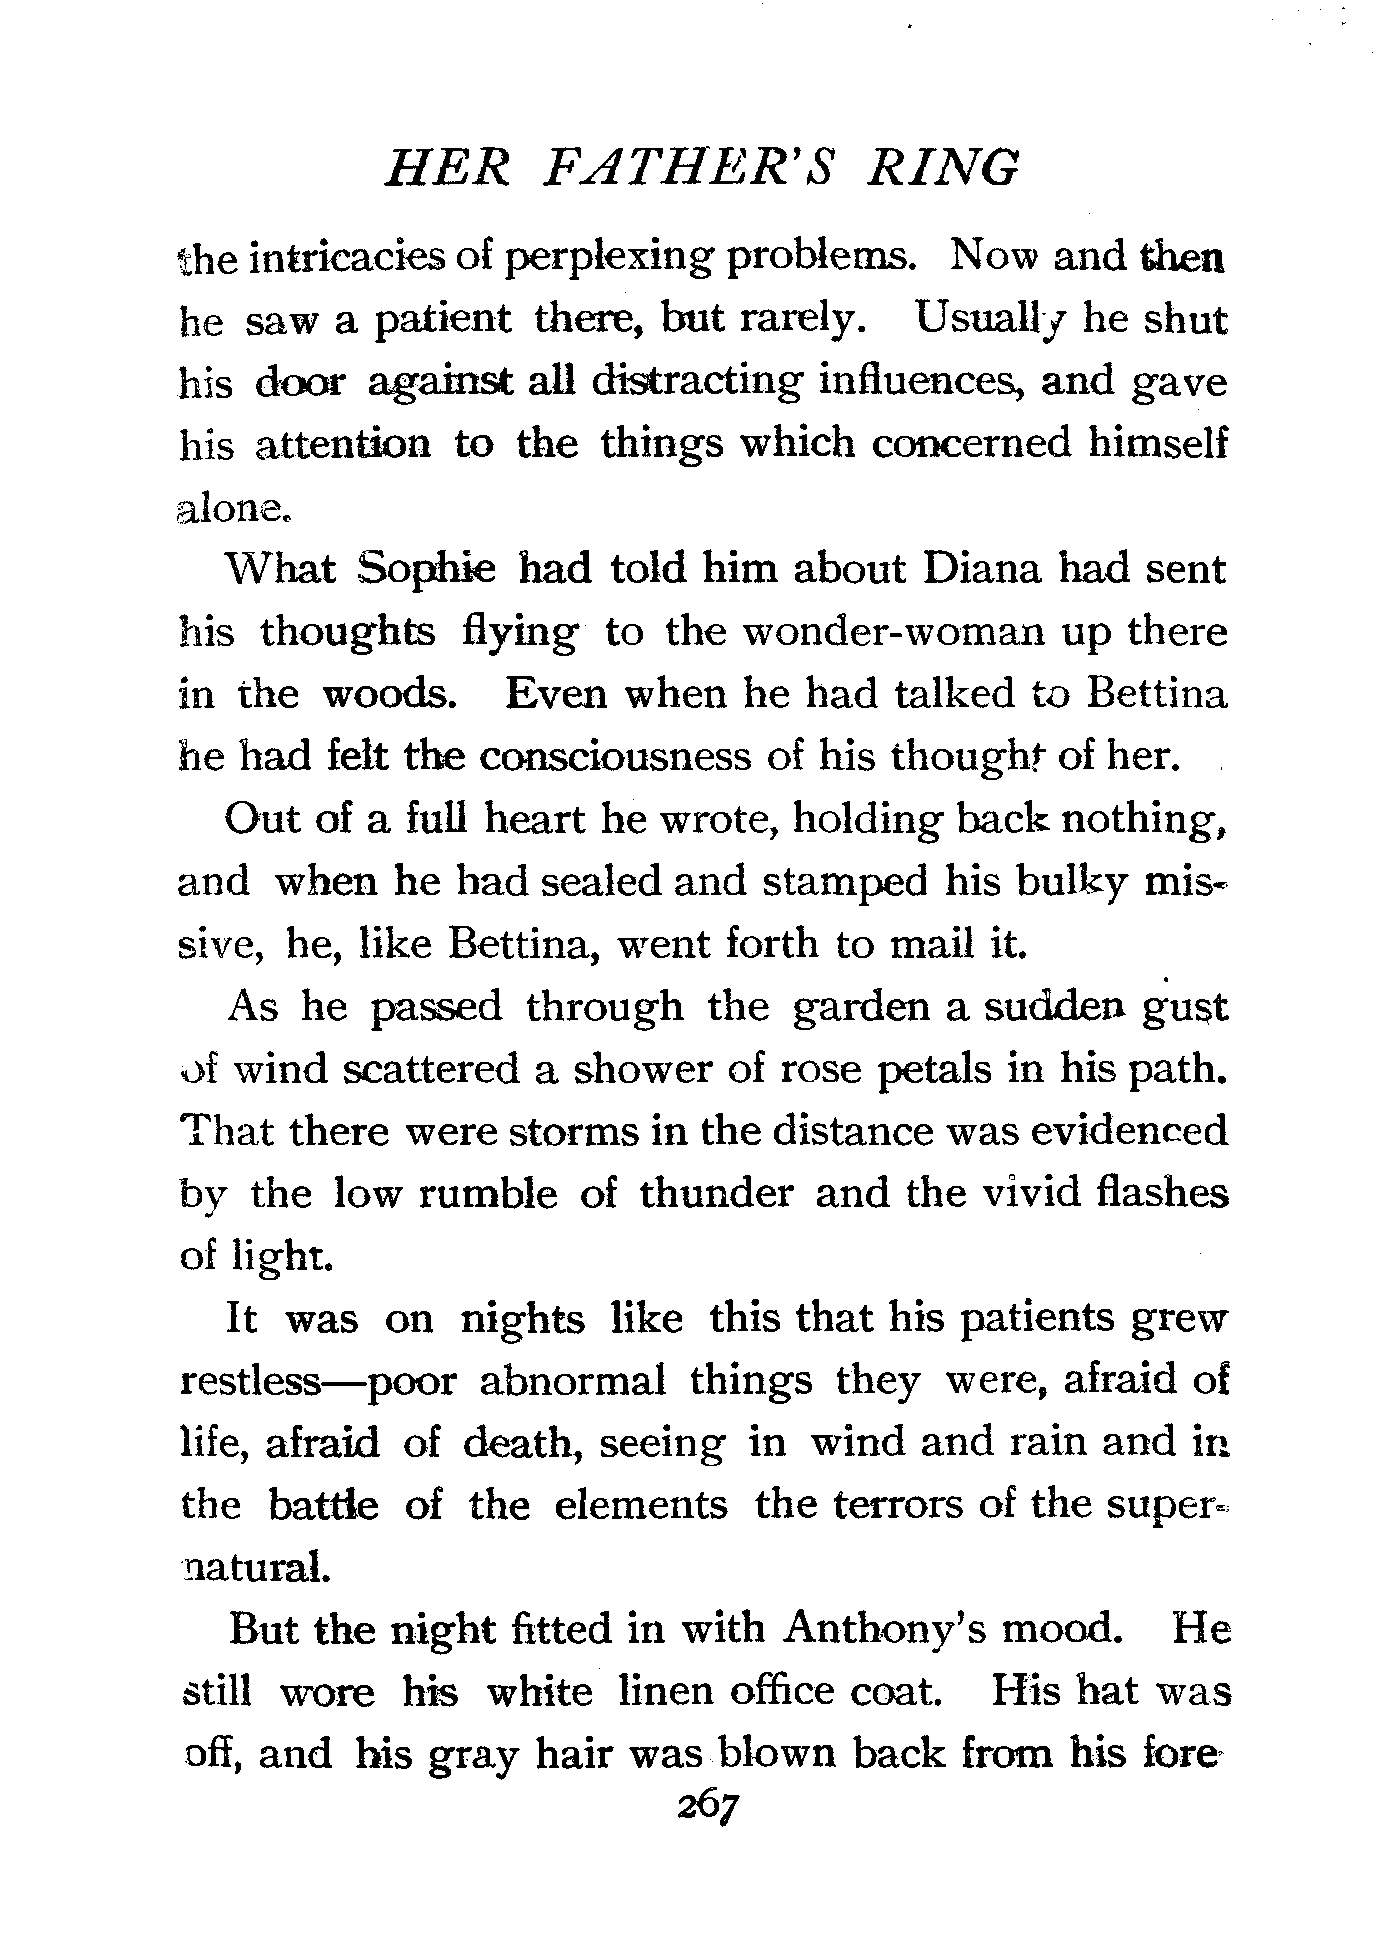 HER FATHER'S RING
the intricacies of perplexing problems. Now and then
he saw a patient there, but rarely. Usually he shut
his door against all distracting influences, and gave
his attention to the things which concerned himself
alone.
What Sophie had told him about Diana had sent
his thoughts flying to the wonder-woman up there
in the woods. Even when he had talked to Bettina
he had felt the consciousness of his thought of her.
Out of a full heart he wrote, holding back nothing,
and when he had sealed and stamped his bulky mis-
sive, he, like Bettina, went forth to mail it.
As he passed through the garden a sudden gust
of wind scattered a shower of rose petals in his path.
That there were storms in the distance was evidenced
by the low rumble of thunder and the vivid flashes
of light.
It was on nights like this that his patients grew
restless—poor abnormal things they were, afraid of
life, afraid of death, seeing in wind and rain and in
the battle of the elements the terrors of the super-
natural.
But the night fitted in with Anthony's mood. He
still wore his white linen office coat. His hat was
off, and his gray hair was blown back from his fore-
267